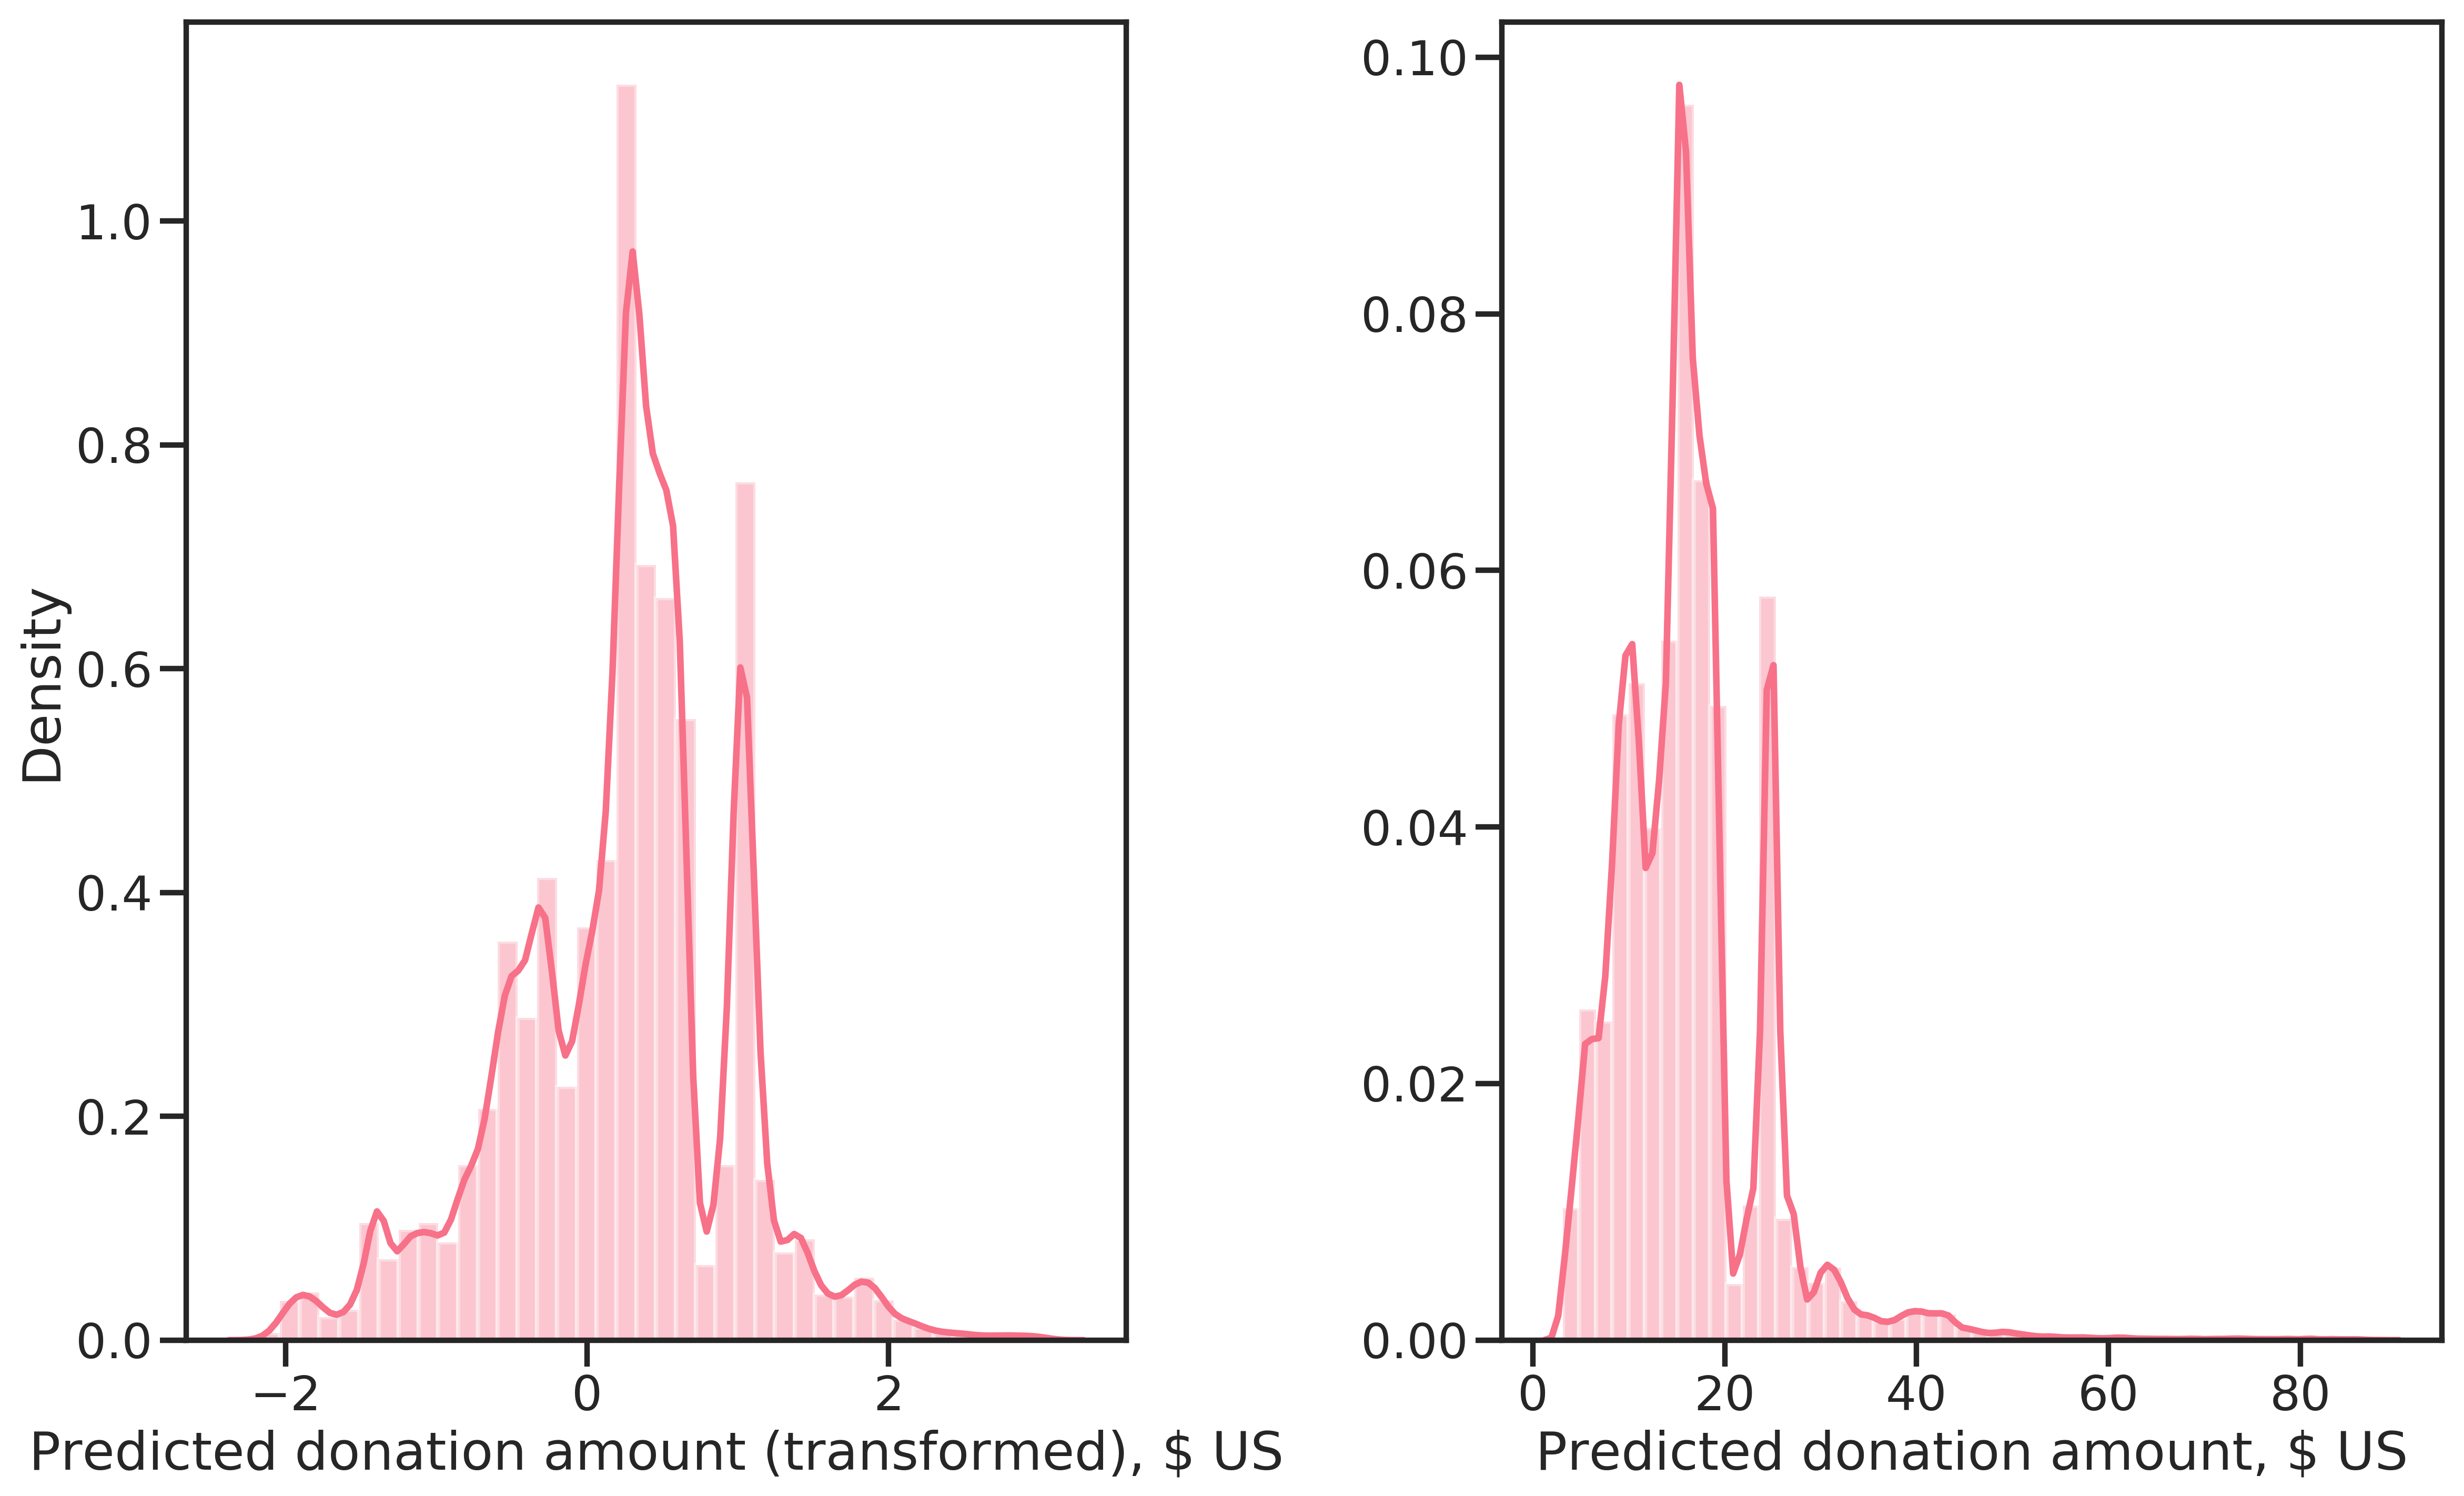 Density
1.0
0.8
0.6
0.4
0.2
0.0
−2 0 2
Predicted donation amount (transformed), $ US
0.10
0.08
0.06
0.04
0.02
0.00
0 20 40 60 80
Predicted donation amount, $ US